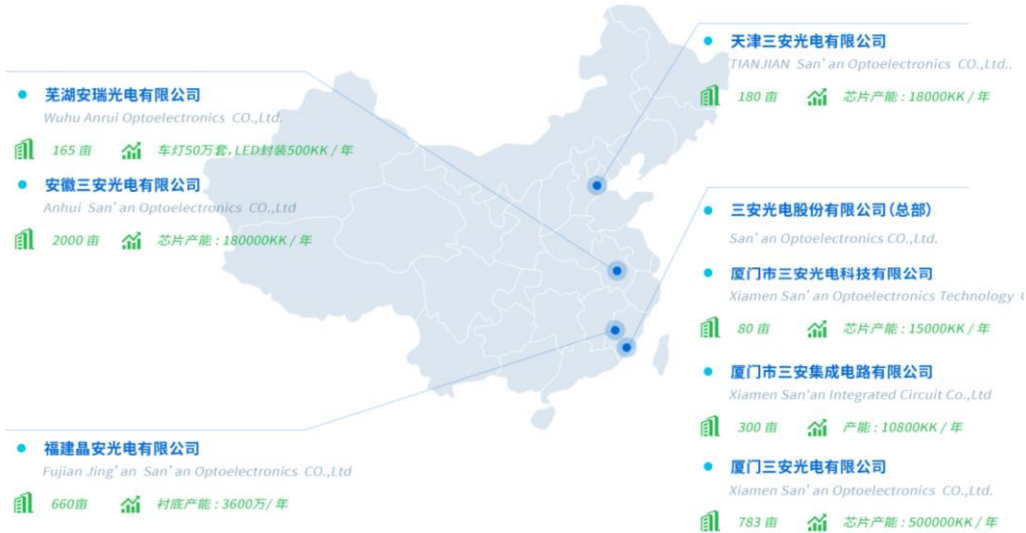 芜湖安瑞光电有限公司
Wuhu Anrui Optoelectronics CO.,Ltd.
165 亩 车灯50万套，LED封装500KK / 年
安徽三安光电有限公司
Anhui San'an Optoelectronics CO.,Ltd
2000 亩 芯片产能 : 180000KK / 年
福建晶安光电有限公司
Fujian Jing'an San'an Optoelectronics CO.,Ltd
660亩 衬底产能 : 3600万/ 年
天津三安光电有限公司
TIANJIAN San'an Optoelectronics CO.,Ltd..
180 亩 芯片产能 : 18000KK / 年
三安光电股份有限公司(总部)
San'an Optoelectronics CO.,Ltd.
厦门市三安光电科技有限公司
Xiamen San'an Optoelectronics Technology
80 亩 芯片产能 : 15000KK / 年
厦门市三安集成电路有限公司
Xiamen San'an Integrated Circuit Co.,Ltd
300 亩 产能 : 10800KK / 年
厦门三安光电有限公司
Xiamen San'an Optoelectronics CO.,Ltd.
783 亩 芯片产能 : 500000KK / 年